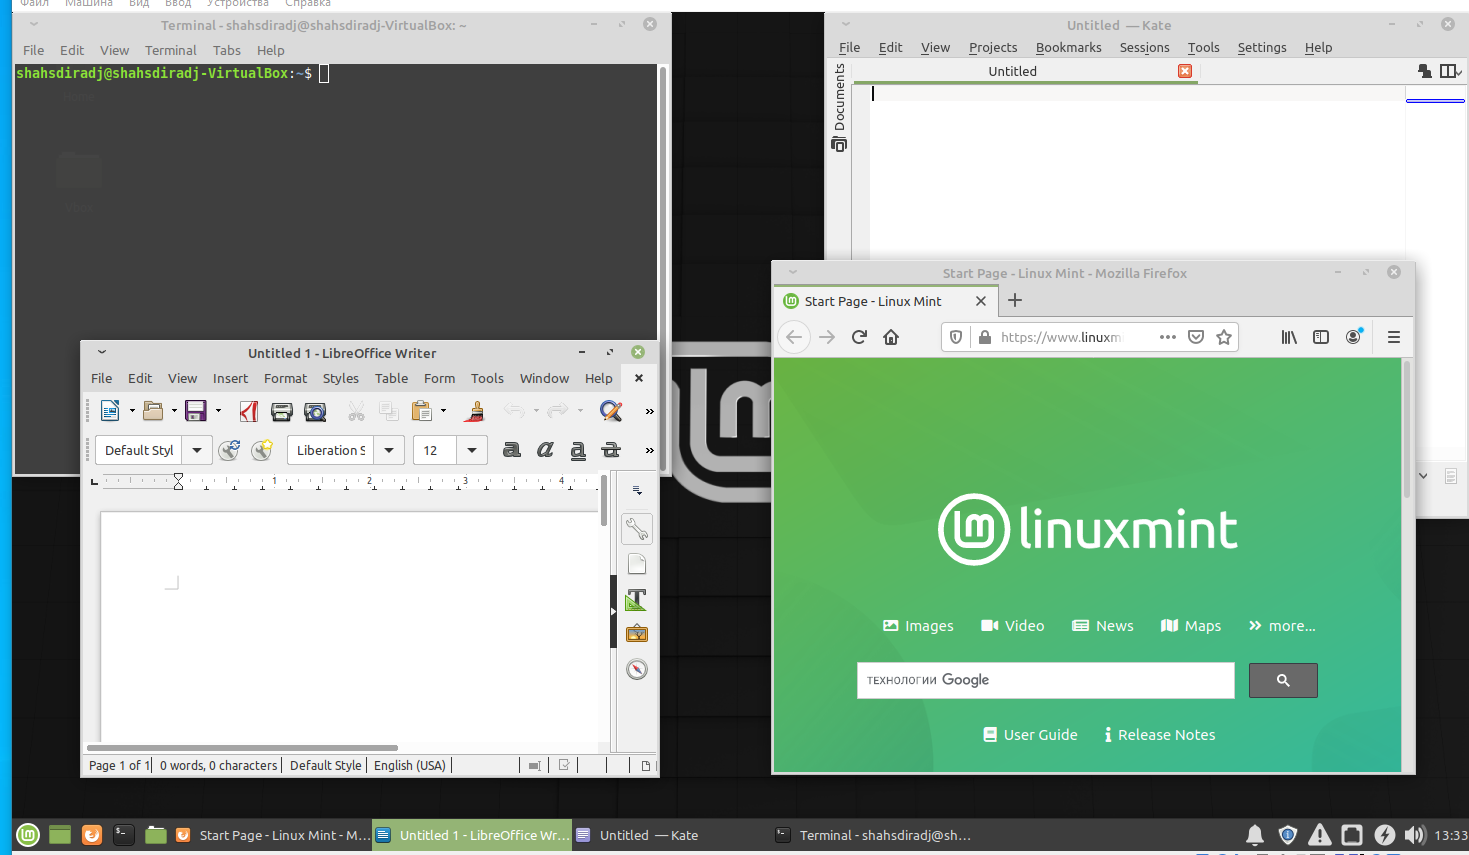 Файл Машина Вид Ввод Устройства Справка
Terminal - shahsdiradj@shahsdiradj-VirtualBox: ~
File Edit View Terminal Tabs Help
shahsdiradj@shahsdiradj-VirtualBox:~$
Untitled — Kate
File Edit View Projects Bookmarks Sessions Tools Settings Help
Untitled
Documents
Start Page - Linux Mint - Mozilla Firefox
Start Page - Linux Mint
https://www.linuxm
linuxmint
Images Video News Maps more...
технологии Google
User Guide Release Notes
Untitled 1 - LibreOffice Writer
File Edit View Insert Format Styles Table Form Tools Window Help
Default Styl Liberation S 12
1 2 3 4
Page 1 of 1 0 words, 0 characters Default Style English (USA)
Start Page - Linux Mint - M... Untitled 1 - LibreOffice Wr... Untitled — Kate Terminal - shahsdiradj@sh... 13:33